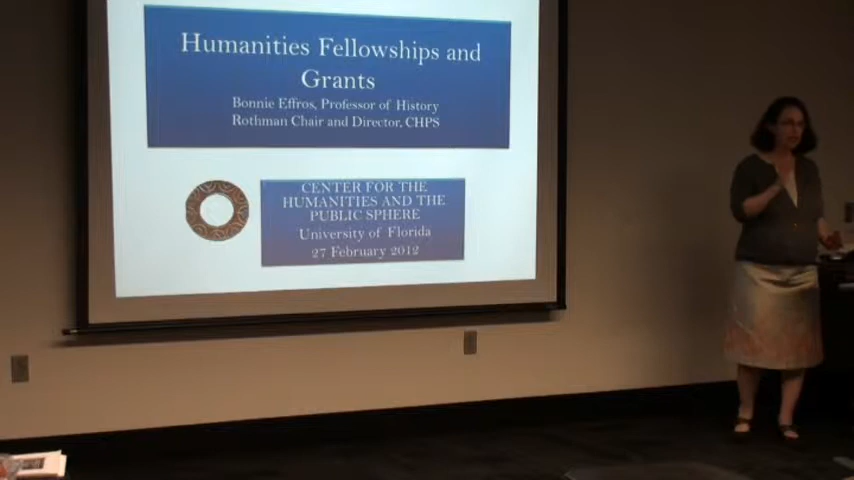 Humanities Fellowships and
Grants
Bonnie Effros, Professor of History
Rothman Chair and Director, CHPS
CENTER FOR THE
HUMANITIES AND THE
PUBLIC SPHERE
University of Florida
27 February 2012